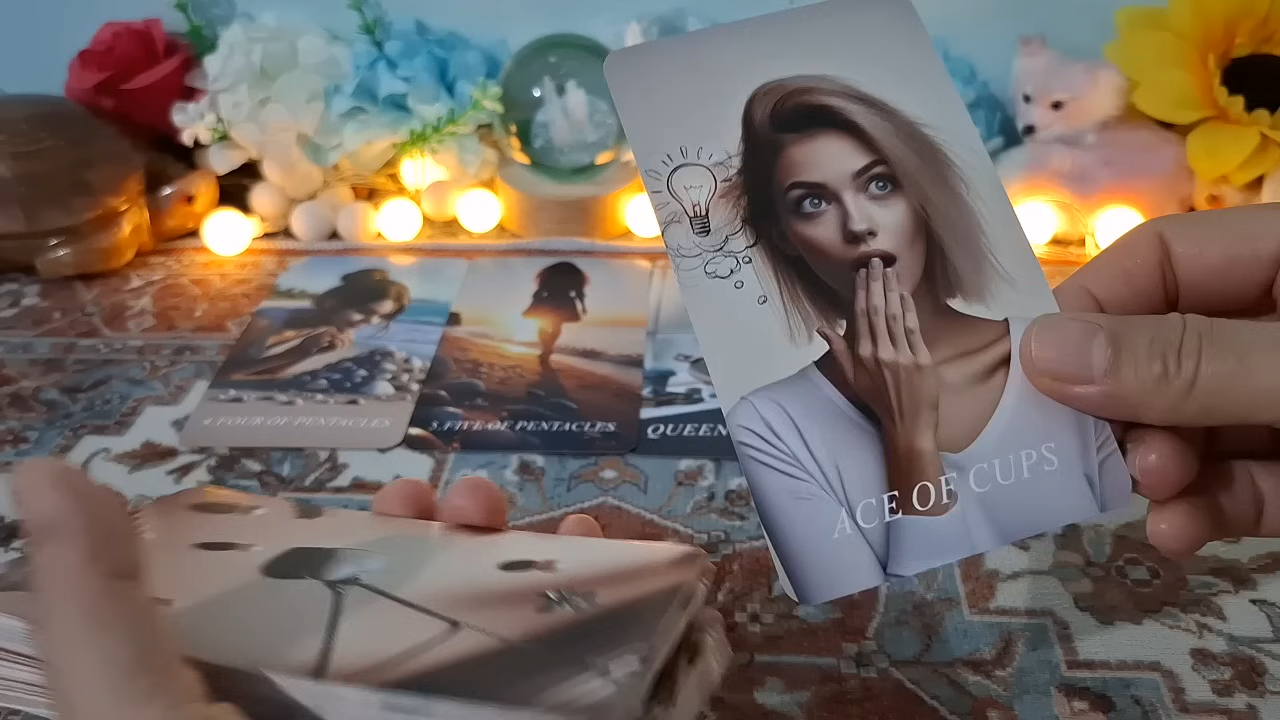 4. FOUR OF PENTACLES
5. FIVE OF PENTACLES
QUEEN
ACE OF CUPS